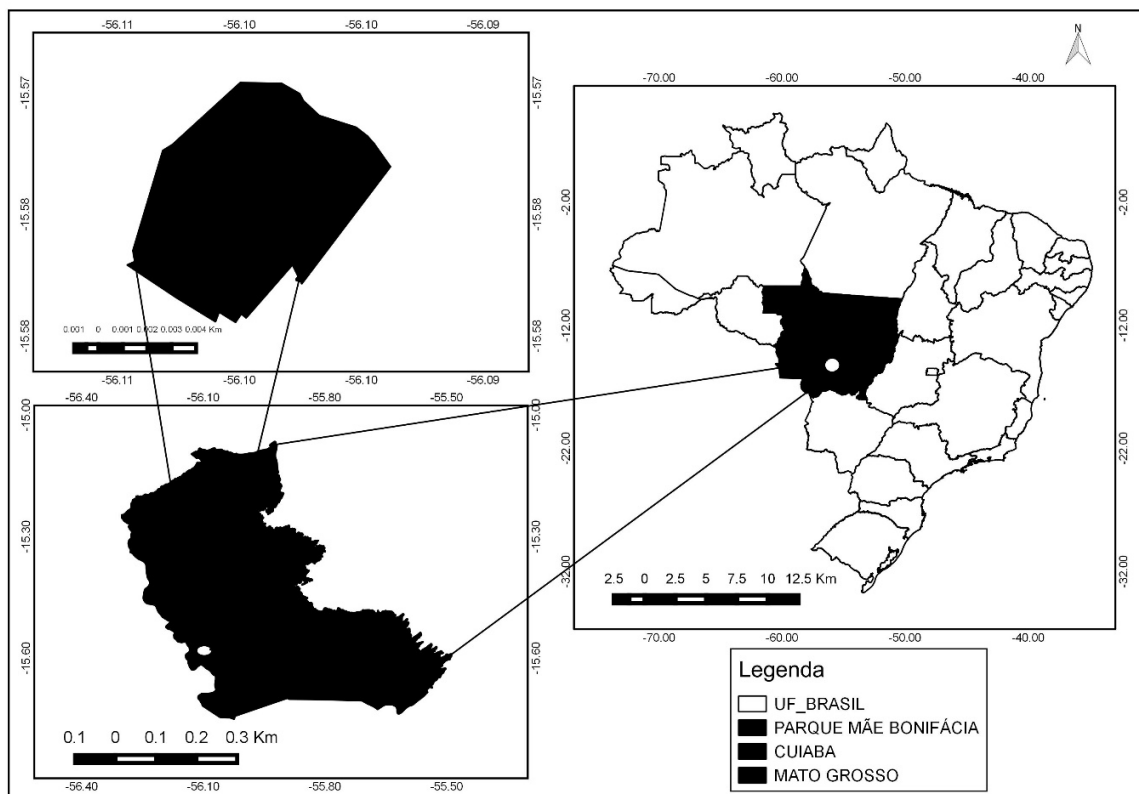 -56.11 -56.10 -56.10 -56.09
-15.57 -15.57
-15.58 -15.58
-15.58 -15.58
0.001 0 0.001 0.002 0.003 0.004 Km
-56.11 -56.10 -56.10 -56.09
-56.40 -56.10 -55.80 -55.50
-15.00 -15.00
-15.30 -15.30
-15.60 -15.60
0.1 0 0.1 0.2 0.3 Km
-56.40 -56.10 -55.80 -55.50
N
-70.00 -60.00 -50.00 -40.00
-2.00 -2.00
-12.00 -12.00
-22.00 -22.00
-32.00 -32.00
2.5 0 2.5 5 7.5 10 12.5 Km
-70.00 -60.00 -50.00 -40.00
Legenda
UF_BRASIL
PARQUE MÃE BONIFÁCIA
CUIABA
MATO GROSSO